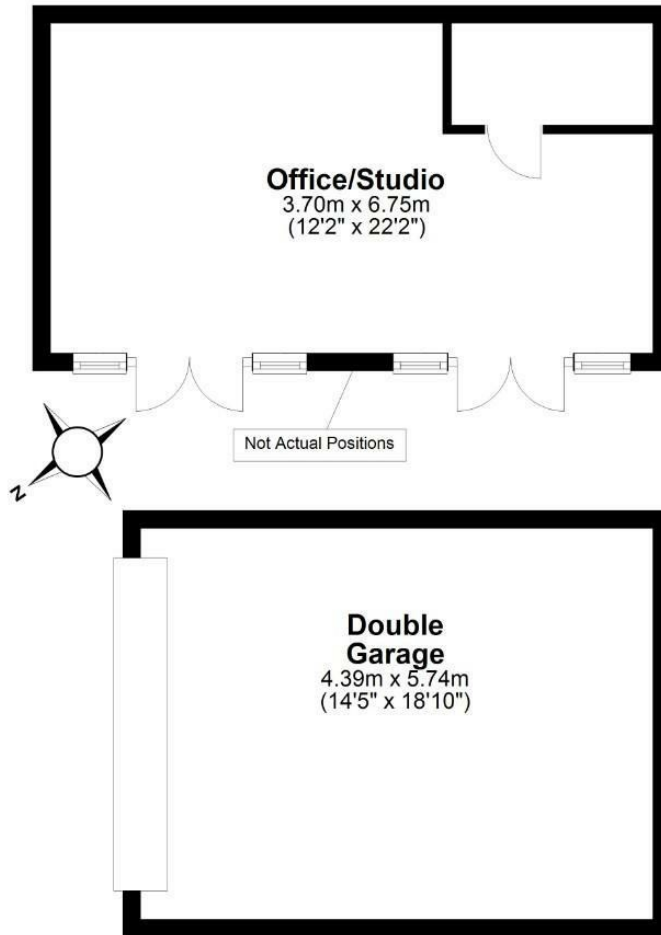 Office/Studio
3.70m x 6.75m
(12'2" x 22'2")
Not Actual Positions
N
Double
Garage
4.39m x 5.74m
(14'5" x 18'10")